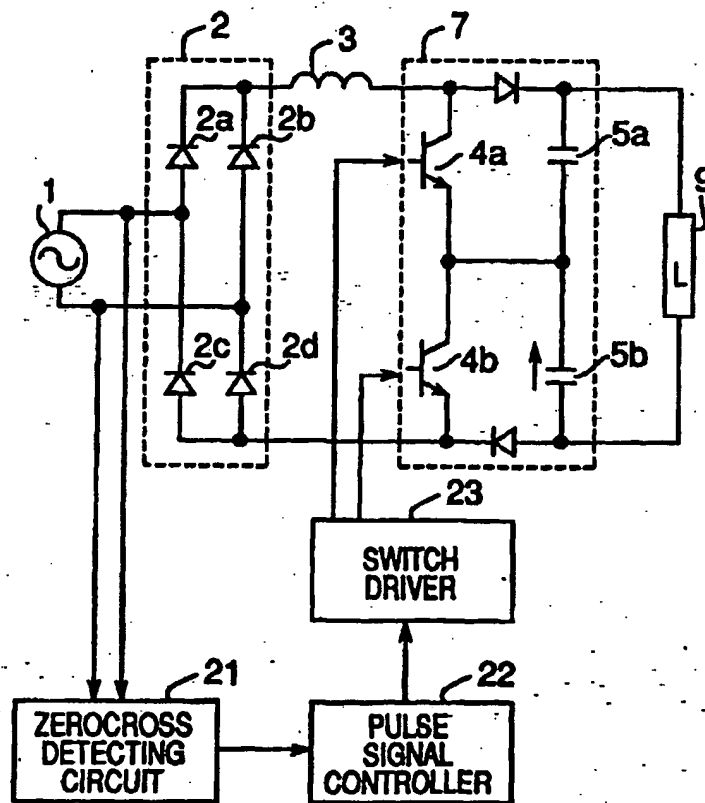 2
3
7
2a
2b
4a
5a
1
9
L
2c
2d
4b
5b
23
SWITCH
DRIVER
21
22
ZEROCROSS
DETECTING
CIRCUIT
PULSE
SIGNAL
CONTROLLER